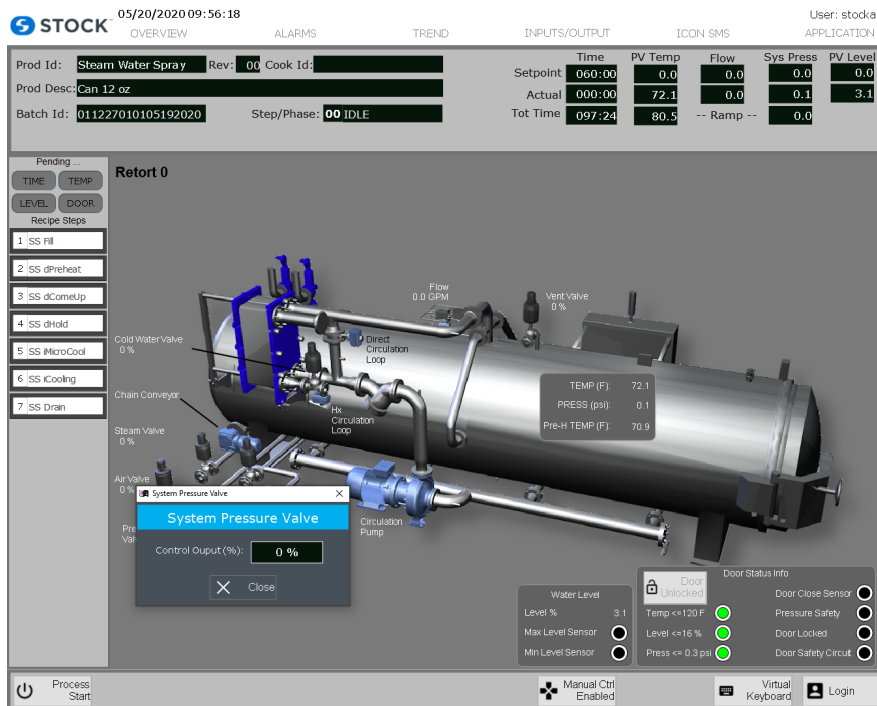 05/20/2020 09:56:18
User: stocka
S STOCK
OVERVIEW ALARMS TREND INPUTS/OUTPUT ICON SMS APPLICATION
Prod Id: Steam Water Spray Rev: 00 Cook Id:
Prod Desc: Can 12 oz
Batch Id: 011227010105192020 Step/Phase: 00 IDLE
Time PV Temp Flow Sys Press PV Level
Setpoint 060:00 0.0 0.0 0.0 0.0
Actual 000:00 72.1 0.0 0.1 3.1
Tot Time 097:24 80.5 -- Ramp -- 0.0
Pending ...
TIME TEMP
LEVEL DOOR
Recipe Steps
1 SS Fill
2 SS dPreheat
3 SS dComeUp
4 SS dHold
5 SS iMicroCool
6 SS iCooling
7 SS Drain
Retort 0
Flow
0.0 GPM
Vent Valve
0 %
Cold Water Valve
0 %
Direct
Circulation
Loop
Chain Conveyor
Hx
Circulation
Loop
Steam Valve
0 %
TEMP (F): 72.1
PRESS (psi): 0.1
Pre-H TEMP (F): 70.9
Air Valve
0 %
Circulation
Pump
System Pressure Valve
System Pressure Valve
Control Ouput (%): 0 %
Close
Water Level
Level % 3.1
Max Level Sensor
Min Level Sensor
Door Status Info
Door
Unlocked
Door Close Sensor
Temp <=120 F
Pressure Safety
Level <=16 %
Door Locked
Press <= 0.3 psi
Door Safety Circuit
Process
Start
Manual Ctrl
Enabled
Virtual
Keyboard
Login